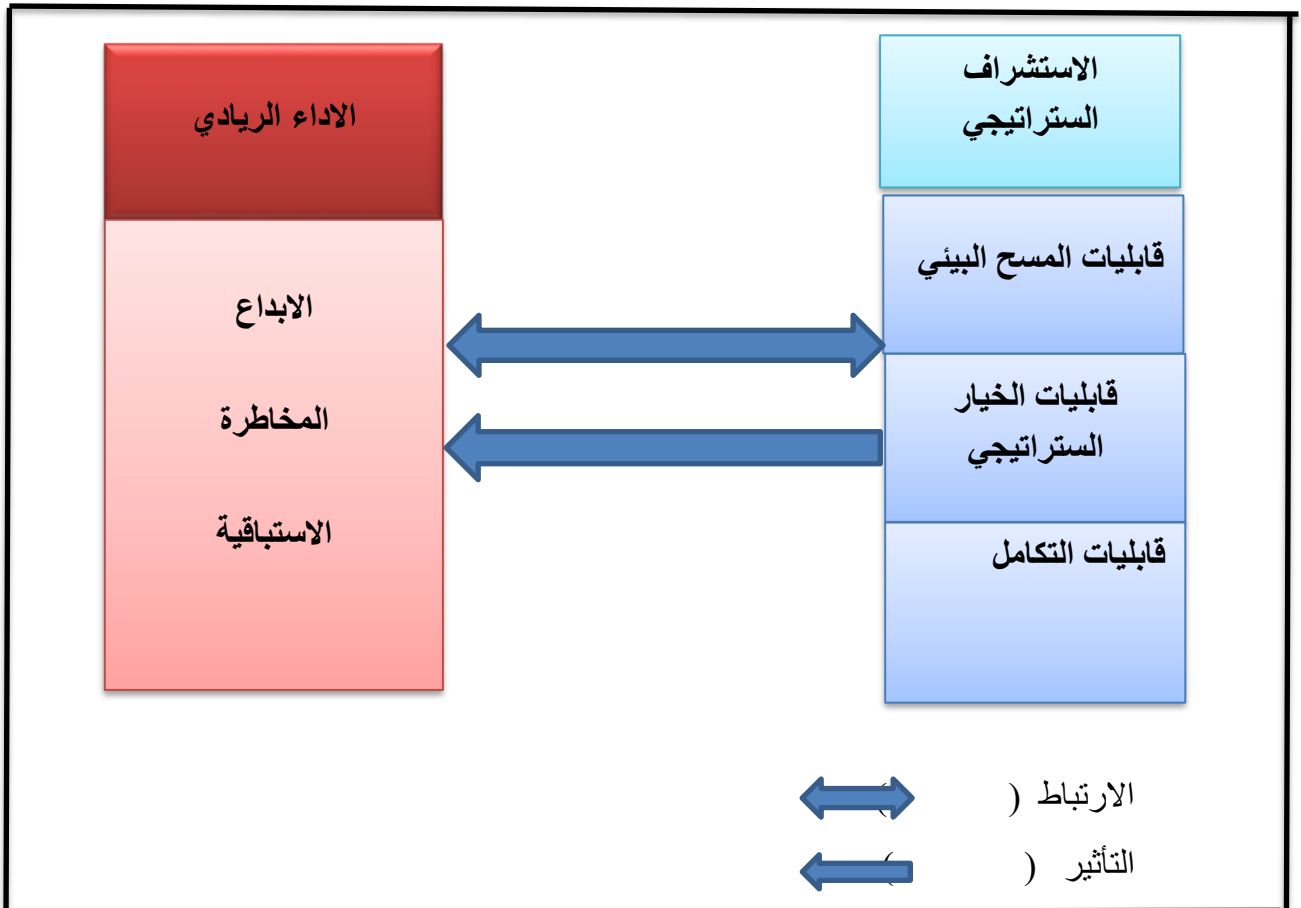 الاستشراف
الستراتيجي
قابليات المسح البيئي
قابليات الخيار
الستراتيجي
قابليات التكامل
الاداء الريادي
الابداع
المخاطرة
الاستباقية
الارتباط ( )
التأثير ( )